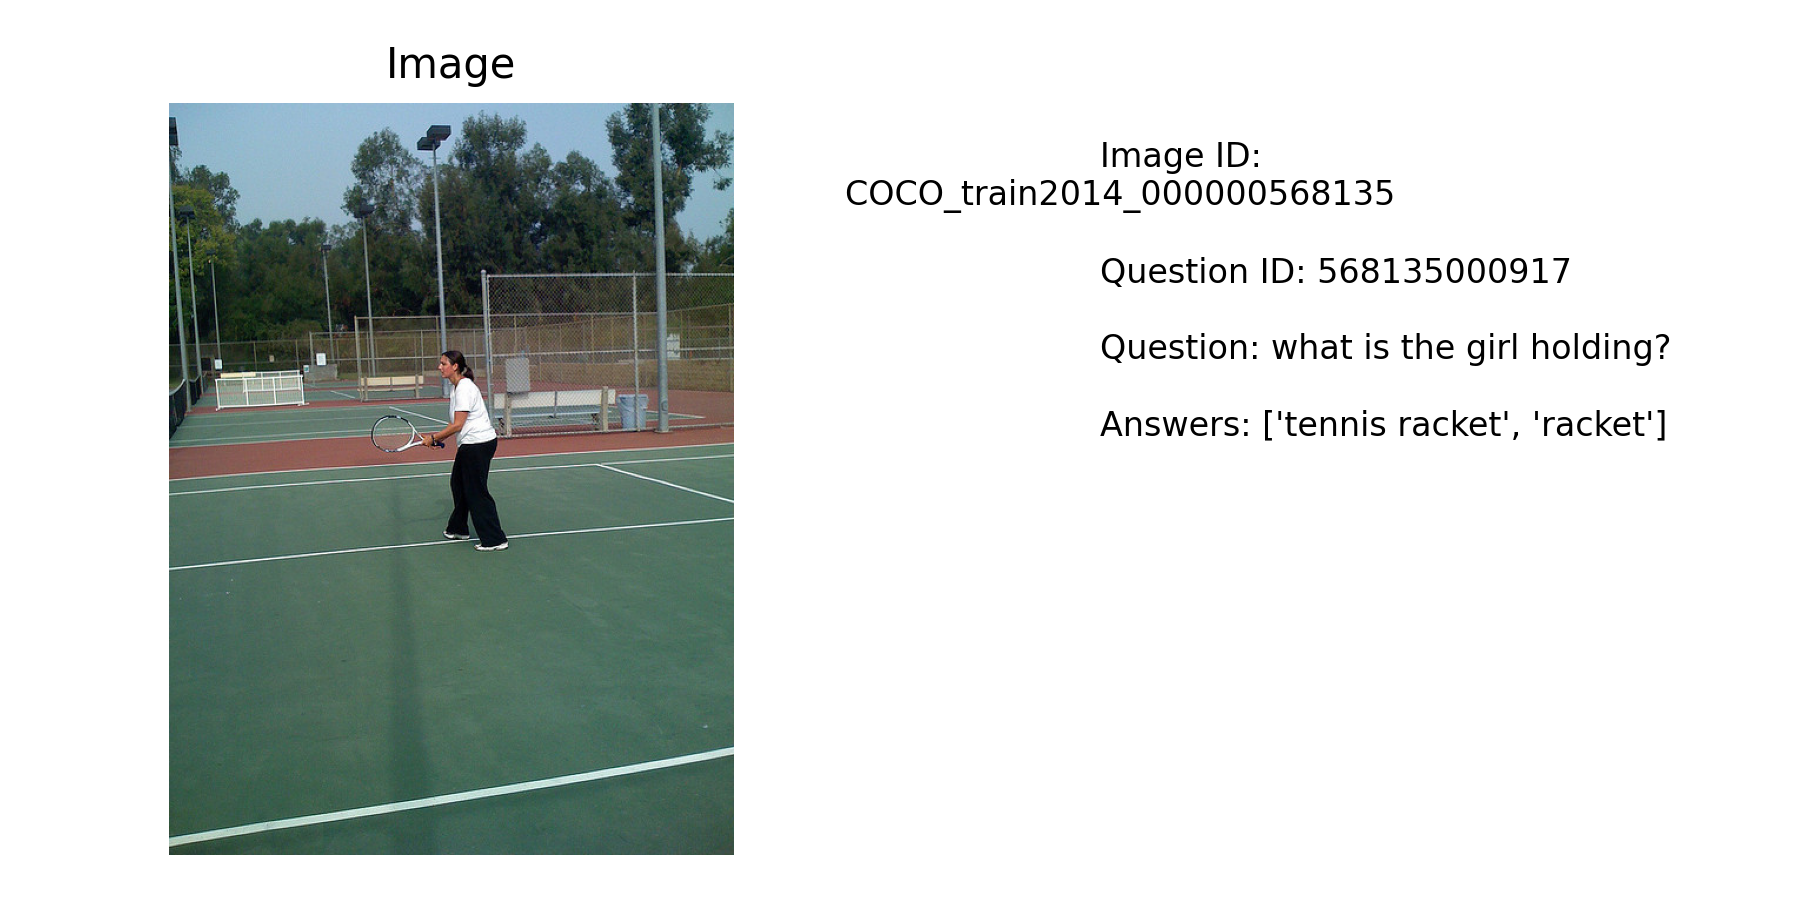 Image
Image ID:
COCO_train2014_000000568135
Question ID: 568135000917
Question: what is the girl holding?
Answers: ['tennis racket', 'racket']